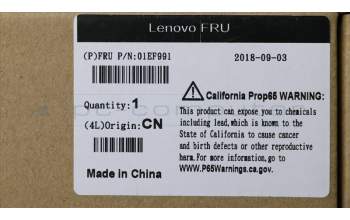 Lenovo FRU
(P)FRU P/N:01EF991
2018-09-03
Quantity:1
(4L)Origin:CN
Made in China
California Prop65 WARNING:
This product can expose you to chemicals
including lead, which is known to the
State of California to cause cancer
and birth defects or other reproductive
harm. For more information, go to
www.P65Warnings.ca.gov.